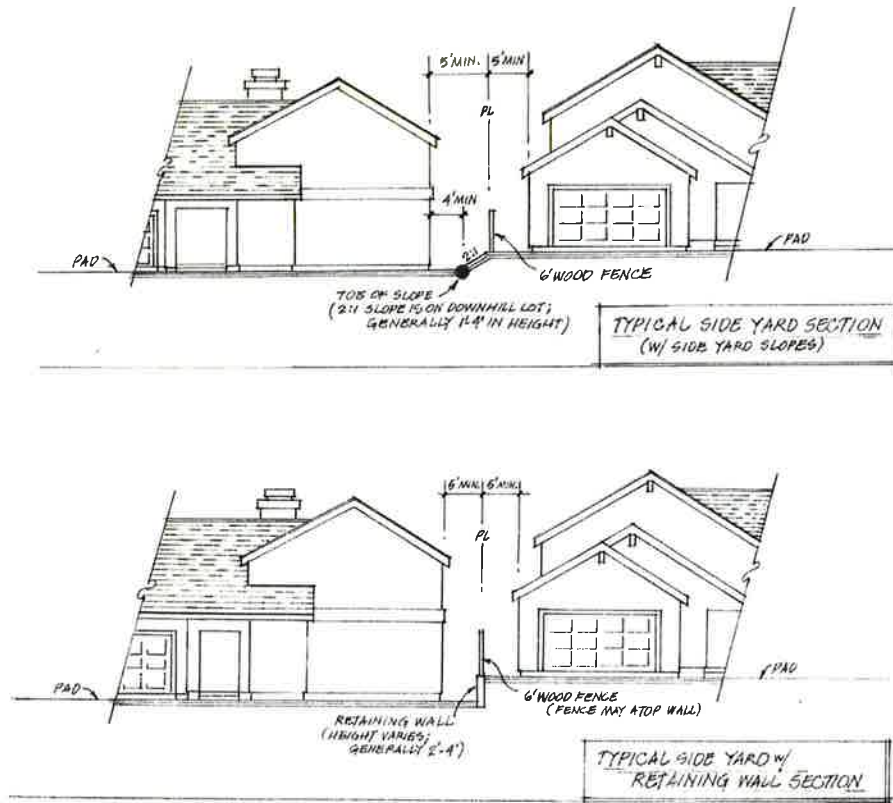 5' MIN. 5' MIN
PL
4' MIN
2:1
PAD
PAD
6' WOOD FENCE
TOE OF SLOPE
(2:1 SLOPE IS ON DOWNHILL LOT;
GENERALLY 1'-4' IN HEIGHT)
TYPICAL SIDE YARD SECTION
(W/ SIDE YARD SLOPES)
5' MIN. 5' MIN.
PL
PAD
PAD
6' WOOD FENCE
(FENCE MAY ATOP WALL)
RETAINING WALL
(HEIGHT VARIES;
GENERALLY 2'-4')
TYPICAL SIDE YARD W/
RETAINING WALL SECTION